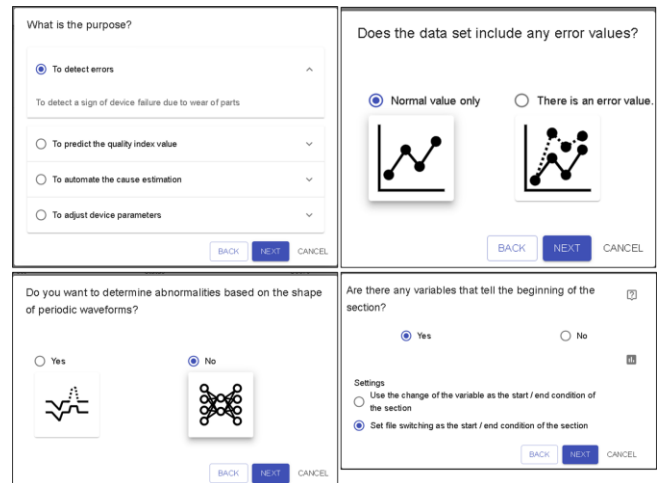 What is the purpose?
To detect errors
To detect a sign of device failure due to wear of parts
To predict the quality index value
To automate the cause estimation
To adjust device parameters
BACK NEXT CANCEL
Does the data set include any error values?
Normal value only There is an error value.
BACK NEXT CANCEL
Do you want to determine abnormalities based on the shape
of periodic waveforms?
Yes No
BACK NEXT CANCEL
Are there any variables that tell the beginning of the
section?
Yes No
Settings
Use the change of the variable as the start / end condition of
the section
Set file switching as the start / end condition of the section
BACK NEXT CANCEL